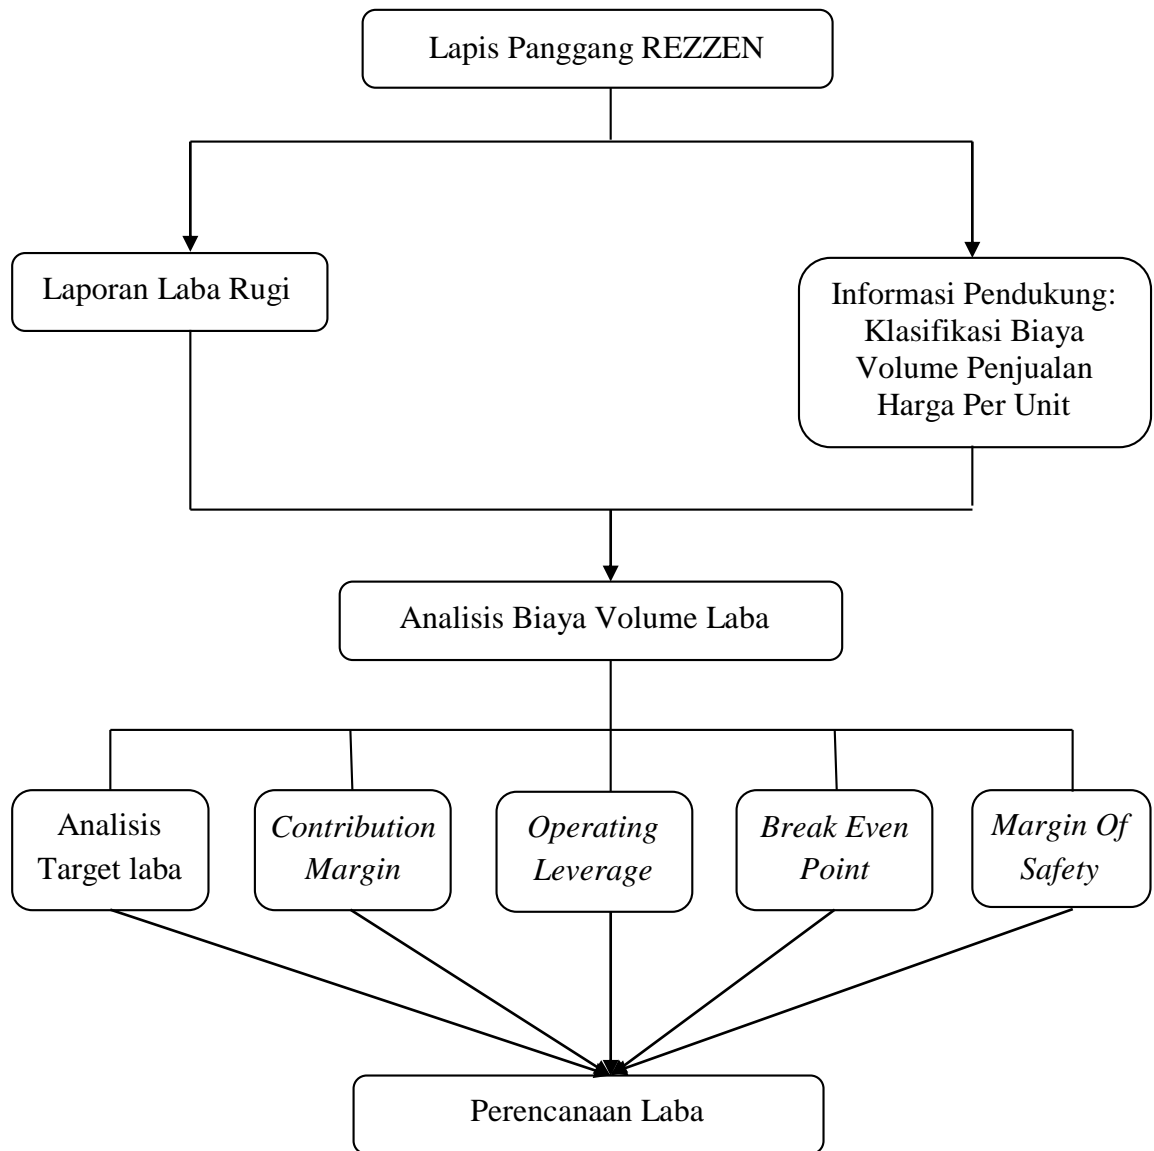 Lapis Panggang REZZEN
Laporan Laba Rugi
Informasi Pendukung:
Klasifikasi Biaya
Volume Penjualan
Harga Per Unit
Analisis Biaya Volume Laba
Analisis
Target laba
Contribution
Margin
Operating
Leverage
Break Even
Point
Margin Of
Safety
Perencanaan Laba